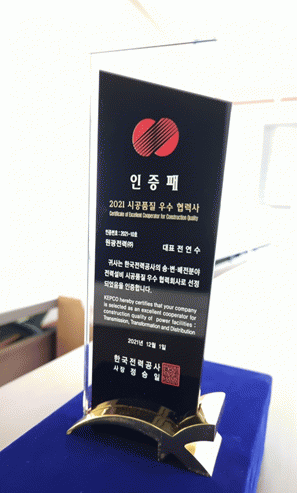 인증패
2021 시공품질 우수 협력사
Certificate of Excellent Cooperator for Construction Quality
인증번호 : 2021-10호
원광전력㈜ 대표 전연수
귀사는 한국전력공사의 송·변·배전분야
전력설비 시공품질 우수 협력회사로 선정
되었음을 인증합니다.
KEPCO hereby certifies that your company
is selected as an excellent cooperator for
construction quality of power facilities :
Transmission, Transformation and Distribution
2021년 12월 1일
한국전력공사
사장 정승일